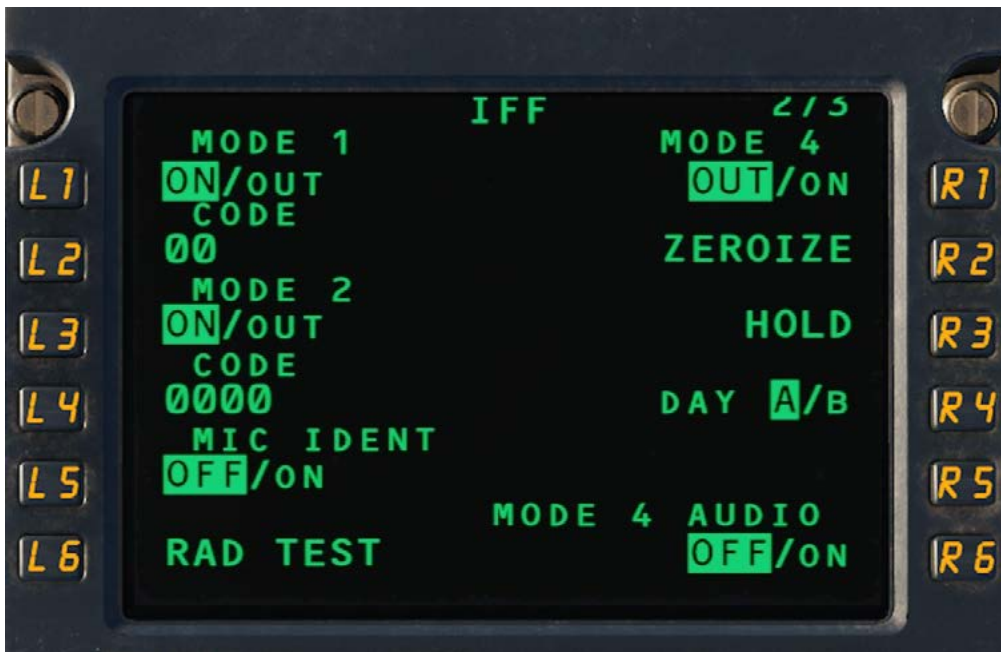 IFF 2/3
MODE 1 MODE 4
L1 ON/OUT OUT/ON R1
CODE
L2 00 ZEROIZE R2
MODE 2
L3 ON/OUT HOLD R3
CODE
L4 0000 DAY A/B R4
MIC IDENT
L5 OFF/ON R5
MODE 4 AUDIO
L6 RAD TEST OFF/ON R6